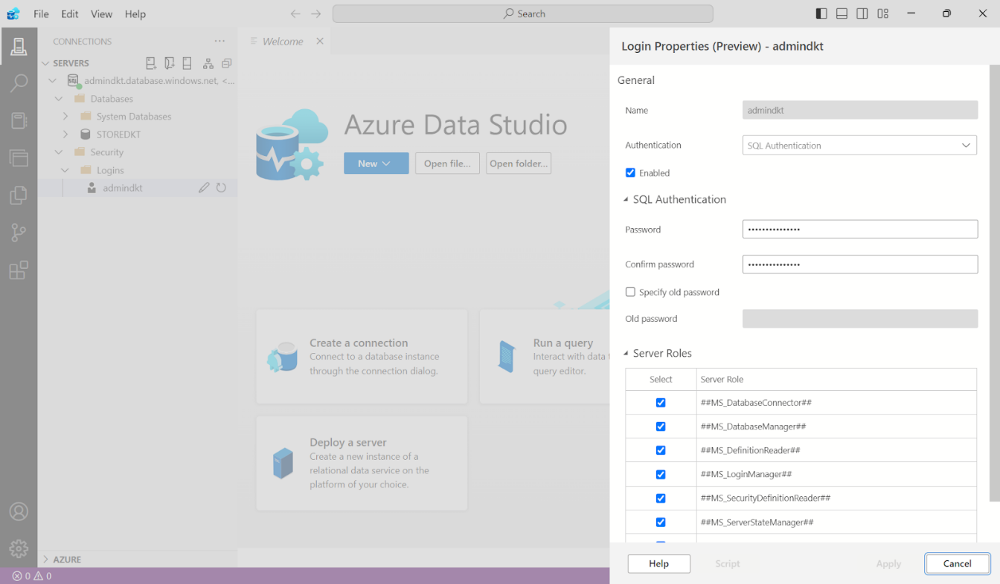 File Edit View Help
Search
CONNECTIONS
Welcome
SERVERS
admindkt.database.windows.net, <...
Databases
System Databases
STOREDKT
Security
Logins
admindkt
AZURE
0 0
Azure Data Studio
New
Open file...
Open folder...
Create a connection
Connect to a database instance
through the connection dialog.
Run a query
Interact with data t
query editor.
Deploy a server
Create a new instance of a
relational data service on the
platform of your choice.
Login Properties (Preview) - admindkt
General
Name
admindkt
Authentication
SQL Authentication
Enabled
SQL Authentication
Password
•••••••••••••••
Confirm password
•••••••••••••••
Specify old password
Old password
Server Roles
Select Server Role
##MS_DatabaseConnector##
##MS_DatabaseManager##
##MS_DefinitionReader##
##MS_LoginManager##
##MS_SecurityDefinitionReader##
##MS_ServerStateManager##
Help
Script
Apply
Cancel